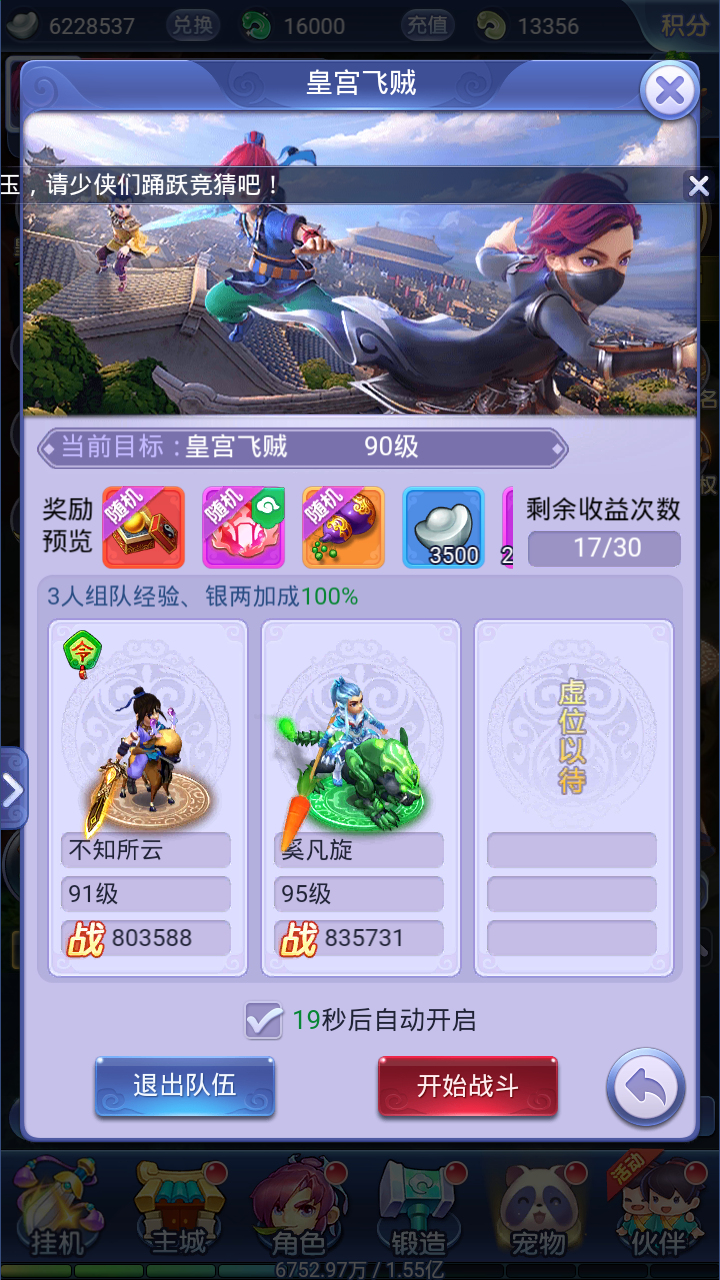 6228537 兑换 16000 充值 13356 积分
皇宫飞贼
玉，请少侠们踊跃竞猜吧！
当前目标：皇宫飞贼 90级
奖励预览
随机
随机
随机
3500
2
剩余收益次数
17/30
3人组队经验、银两加成100%
令
虚位以待
不知所云
奚凡旋
91级
95级
战 803588
战 835731
19秒后自动开启
退出队伍
开始战斗
活动
挂机 主城 角色 锻造 宠物 伙伴
6752.97万 / 1.55亿
名
权